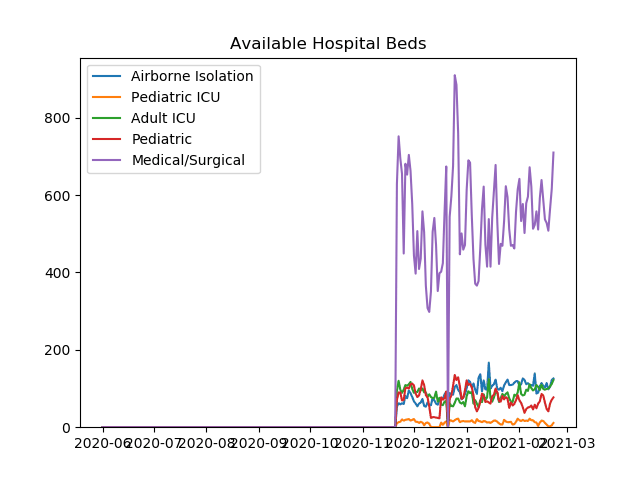 Available Hospital Beds
Airborne Isolation
Pediatric ICU
Adult ICU
Pediatric
Medical/Surgical
800
600
400
200
0
2020-06 2020-07 2020-08 2020-09 2020-10 2020-11 2020-12 2021-01 2021-02 2021-03